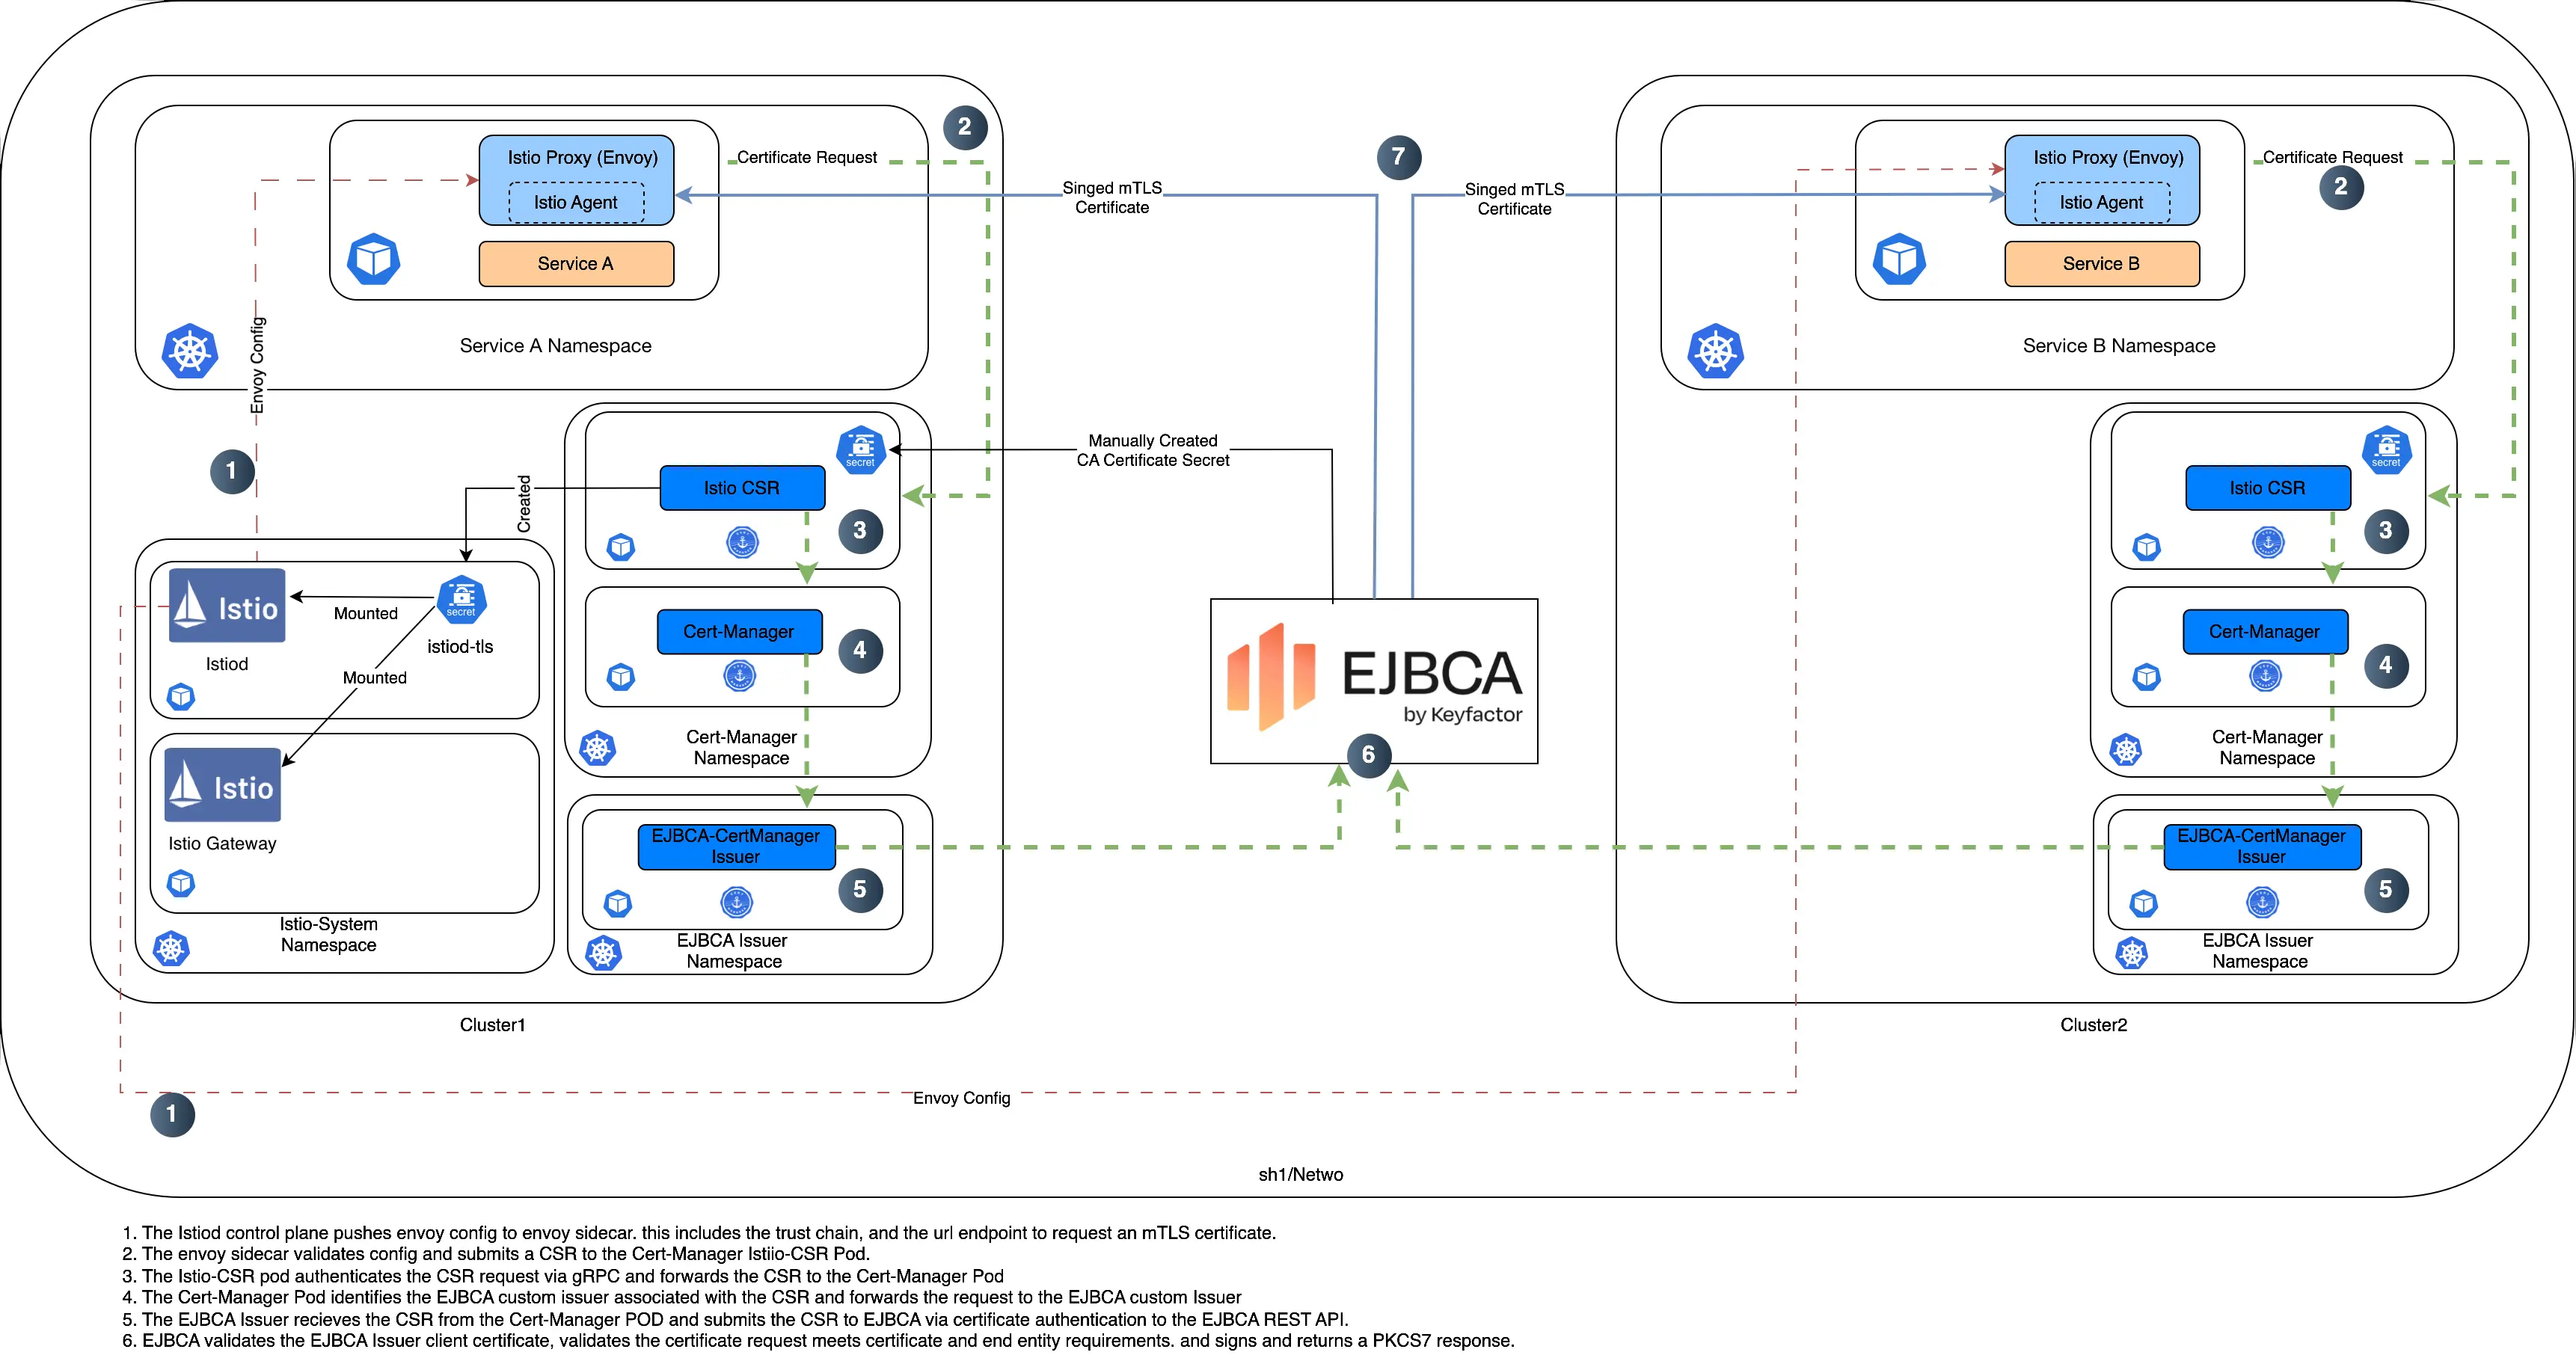 2
7
Istio Proxy (Envoy)
Istio Agent
Service A
Certificate Request
Singed mTLS
Certificate
Singed mTLS
Certificate
Istio Proxy (Envoy)
Istio Agent
Service B
Certificate Request
2
Service A Namespace
Service B Namespace
Envoy Config
1
Created
secret
Istio CSR
3
Manually Created
CA Certificate Secret
secret
Istio CSR
3
Istio
Istiod
Mounted
secret
istiod-tls
Mounted
Cert-Manager
4
Cert-Manager
Namespace
EJBCA
by Keyfactor
6
Cert-Manager
4
Cert-Manager
Namespace
Istio
Istio Gateway
Istio-System
Namespace
EJBCA-CertManager
Issuer
5
EJBCA Issuer
Namespace
EJBCA-CertManager
Issuer
5
EJBCA Issuer
Namespace
Cluster1
Cluster2
1
Envoy Config
sh1/Netwo
1. The Istiod control plane pushes envoy config to envoy sidecar. this includes the trust chain, and the url endpoint to request an mTLS certificate.
2. The envoy sidecar validates config and submits a CSR to the Cert-Manager Istiio-CSR Pod.
3. The Istio-CSR pod authenticates the CSR request via gRPC and forwards the CSR to the Cert-Manager Pod
4. The Cert-Manager Pod identifies the EJBCA custom issuer associated with the CSR and forwards the request to the EJBCA custom Issuer
5. The EJBCA Issuer recieves the CSR from the Cert-Manager POD and submits the CSR to EJBCA via certificate authentication to the EJBCA REST API.
6. EJBCA validates the EJBCA Issuer client certificate, validates the certificate request meets certificate and end entity requirements. and signs and returns a PKCS7 response.